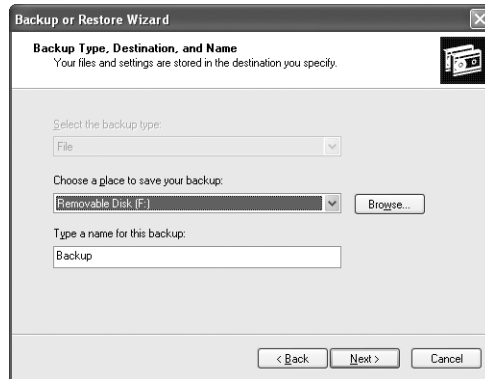 Backup or Restore Wizard
Backup Type, Destination, and Name
Your files and settings are stored in the destination you specify.
Select the backup type:
File
Choose a place to save your backup:
Removable Disk (F:)
Browse...
Type a name for this backup:
Backup
< Back
Next >
Cancel